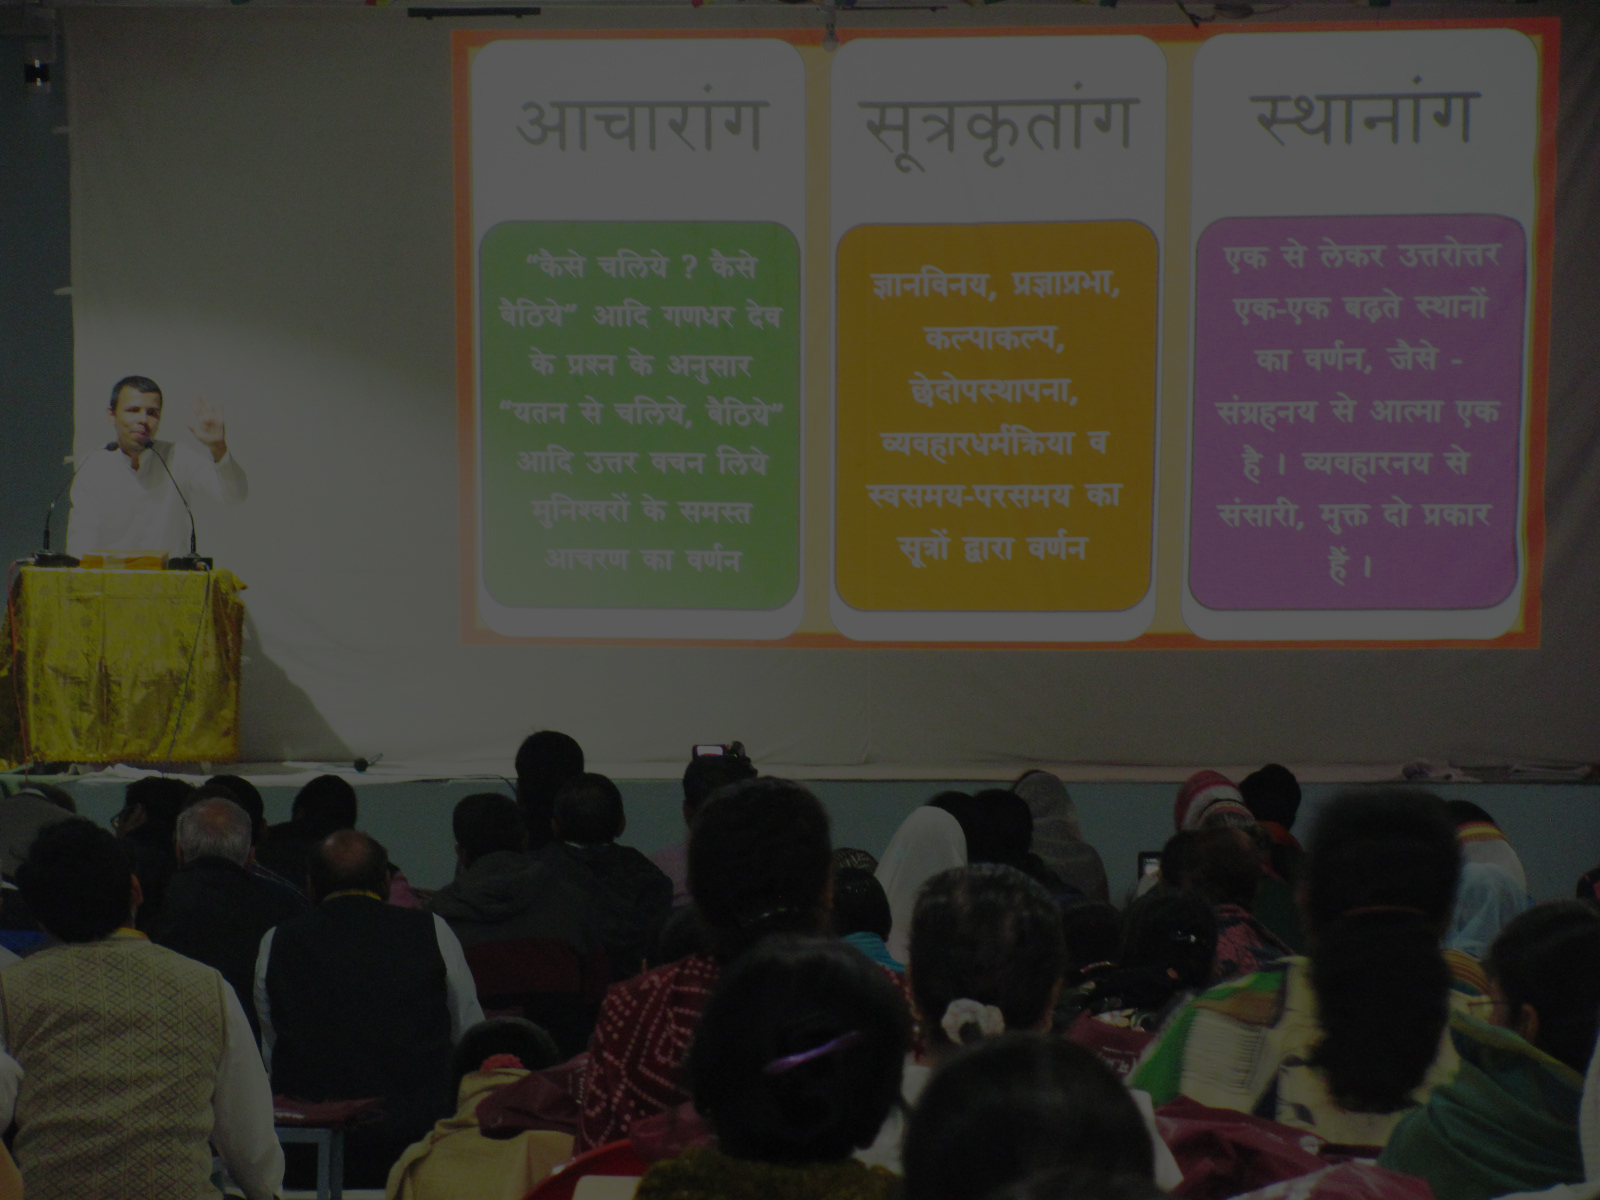 आचारांग
"कैसे चलिये ? कैसे
बैठिये" आदि गणधर देव
के प्रश्न के अनुसार
"यतन से चलिये, बैठिये"
आदि उत्तर वचन लिये
मुनिश्वरों के समस्त
आचरण का वर्णन
सूत्रकृतांग
ज्ञानविनय, प्रज्ञाप्रभा,
कल्पाकल्प,
छेदोपस्थापना,
व्यवहारधर्मक्रिया व
स्वसमय-परसमय का
सूत्रों द्वारा वर्णन
स्थानांग
एक से लेकर उत्तरोत्तर
एक-एक बढ़ते स्थानों
का वर्णन, जैसे -
संग्रहनय से आत्मा एक
है । व्यवहारनय से
संसारी, मुक्त दो प्रकार
हैं ।